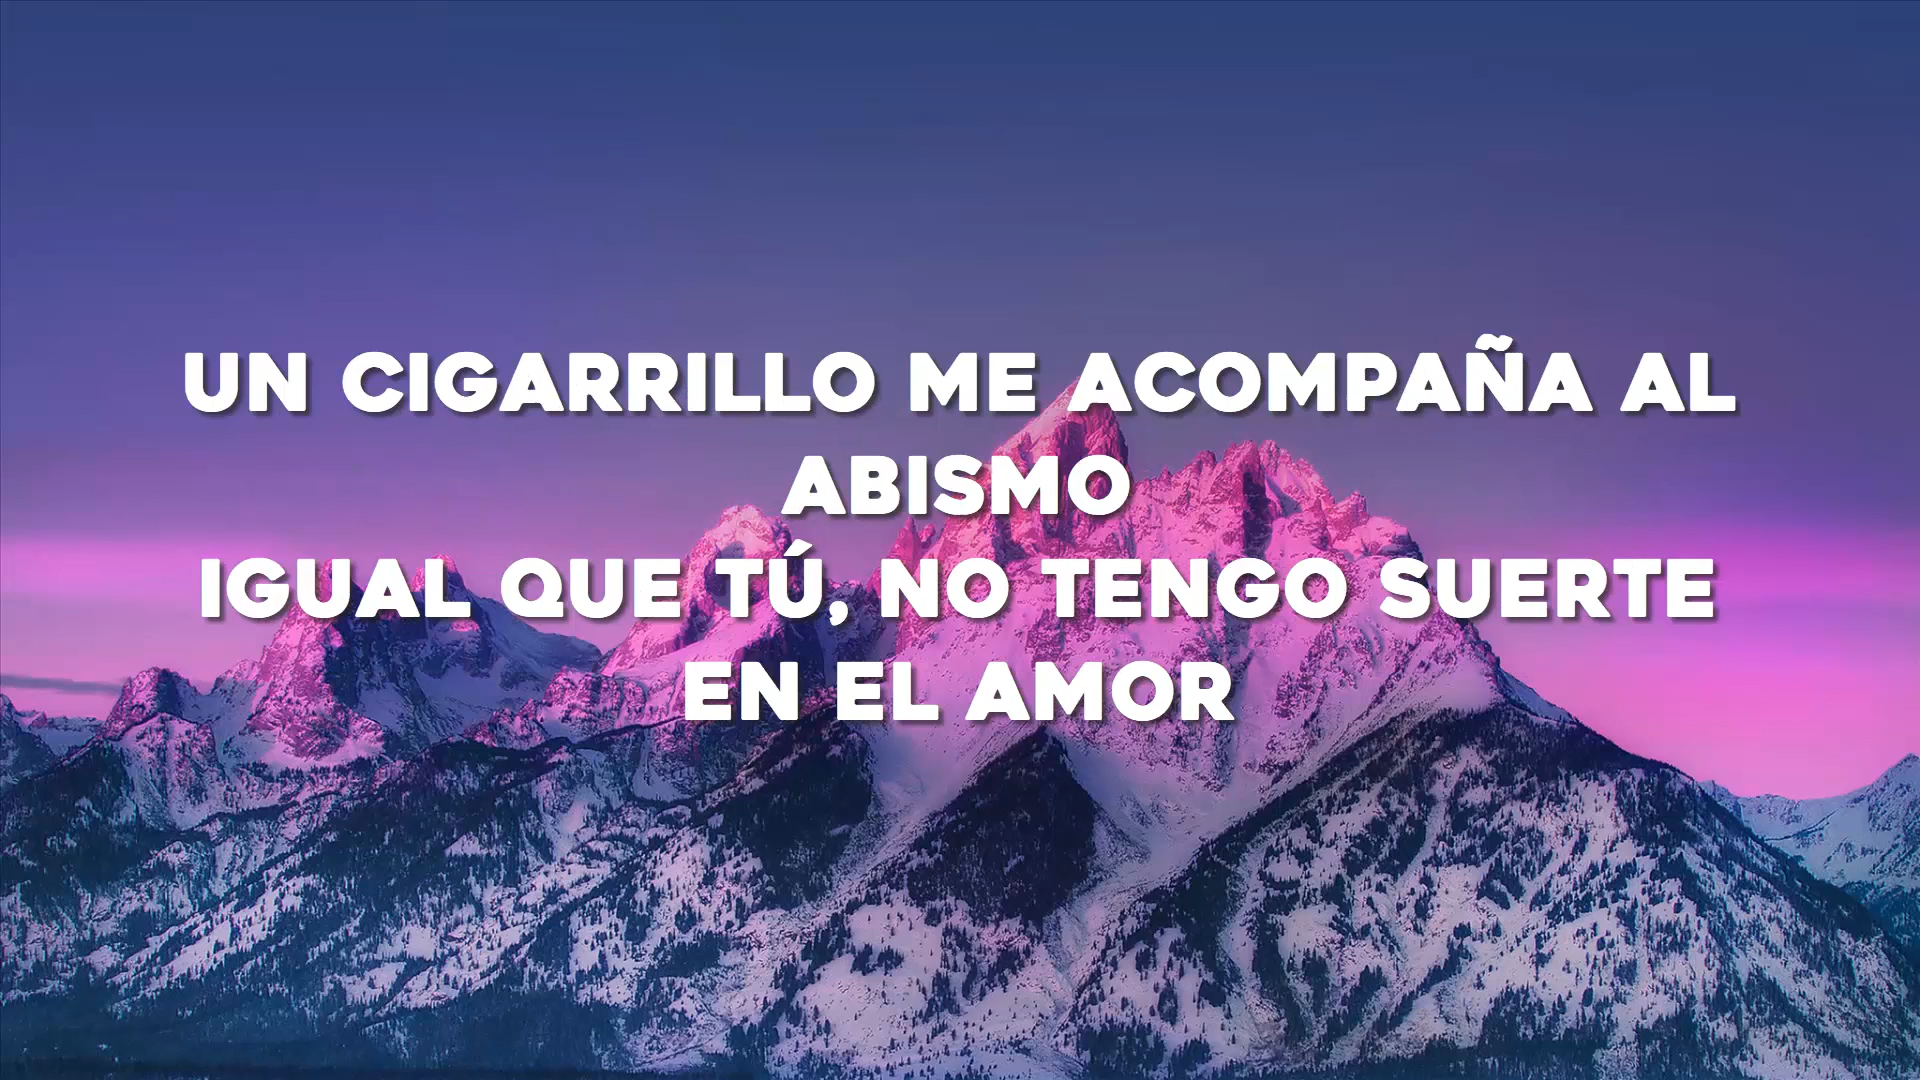 UN CIGARRILLO ME ACOMPAÑA AL
ABISMO
IGUAL QUE TÚ, NO TENGO SUERTE
EN EL AMOR